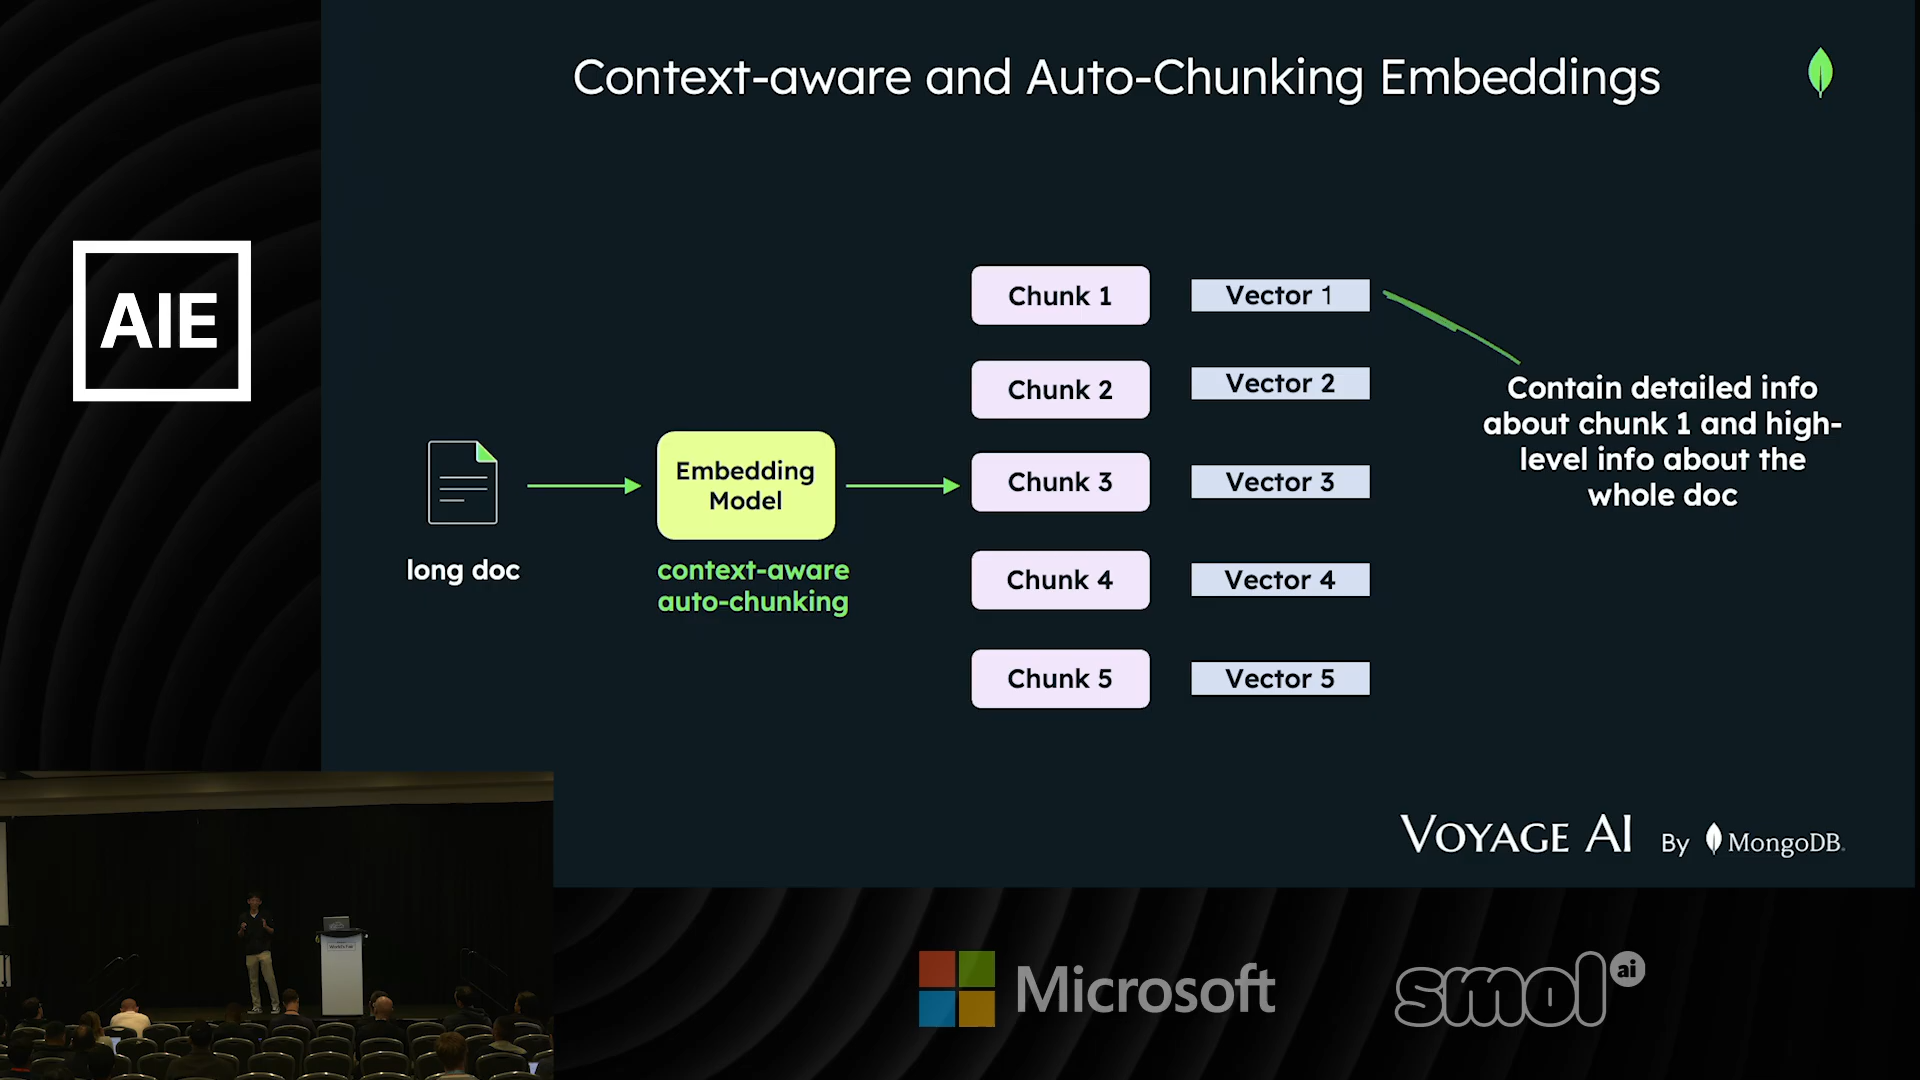 Context-aware and Auto-Chunking Embeddings
AIE
long doc
Embedding
Model
context-aware
auto-chunking
Chunk 1
Vector 1
Chunk 2
Vector 2
Chunk 3
Vector 3
Chunk 4
Vector 4
Chunk 5
Vector 5
Contain detailed info
about chunk 1 and high-
level info about the
whole doc
VOYAGE AI By MongoDB.
Microsoft
smol ai